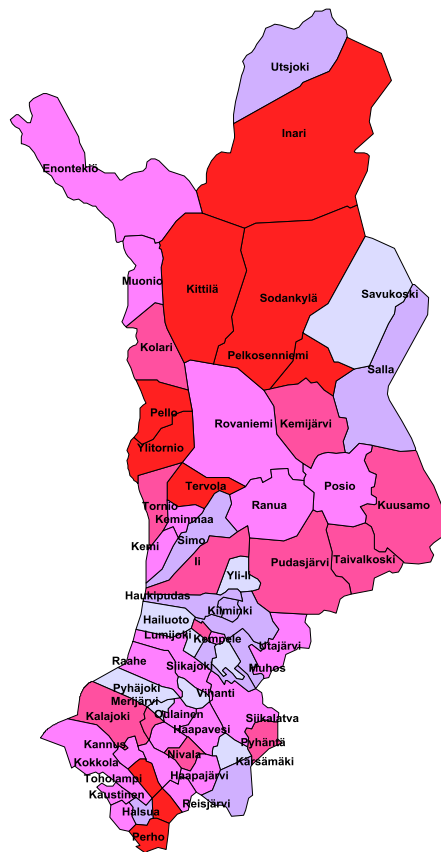 Utsjoki
Inari
Enontekiö
Muonio
Kittilä
Savukoski
Sodankylä
Kolari
Pelkosenniemi
Salla
Pello
Rovaniemi
Kemijärvi
Ylitornio
Tervola
Posio
Tornio
Ranua
Kuusamo
Keminmaa
Simo
Kemi
Ii
Pudasjärvi
Taivalkoski
Yli-Ii
Haukipudas
Kiiminki
Hailuoto
Lumijoki
Kempele
Utajärvi
Raahe
Siikajoki
Muhos
Pyhäjoki
Vihanti
Merijärvi
Kalajoki
Oulainen
Siikalatva
Haapavesi
Kannus
Pyhäntä
Nivala
Kokkola
Kärsämäki
Toholampi
Haapajärvi
Kaustinen
Reisjärvi
Halsua
Perho